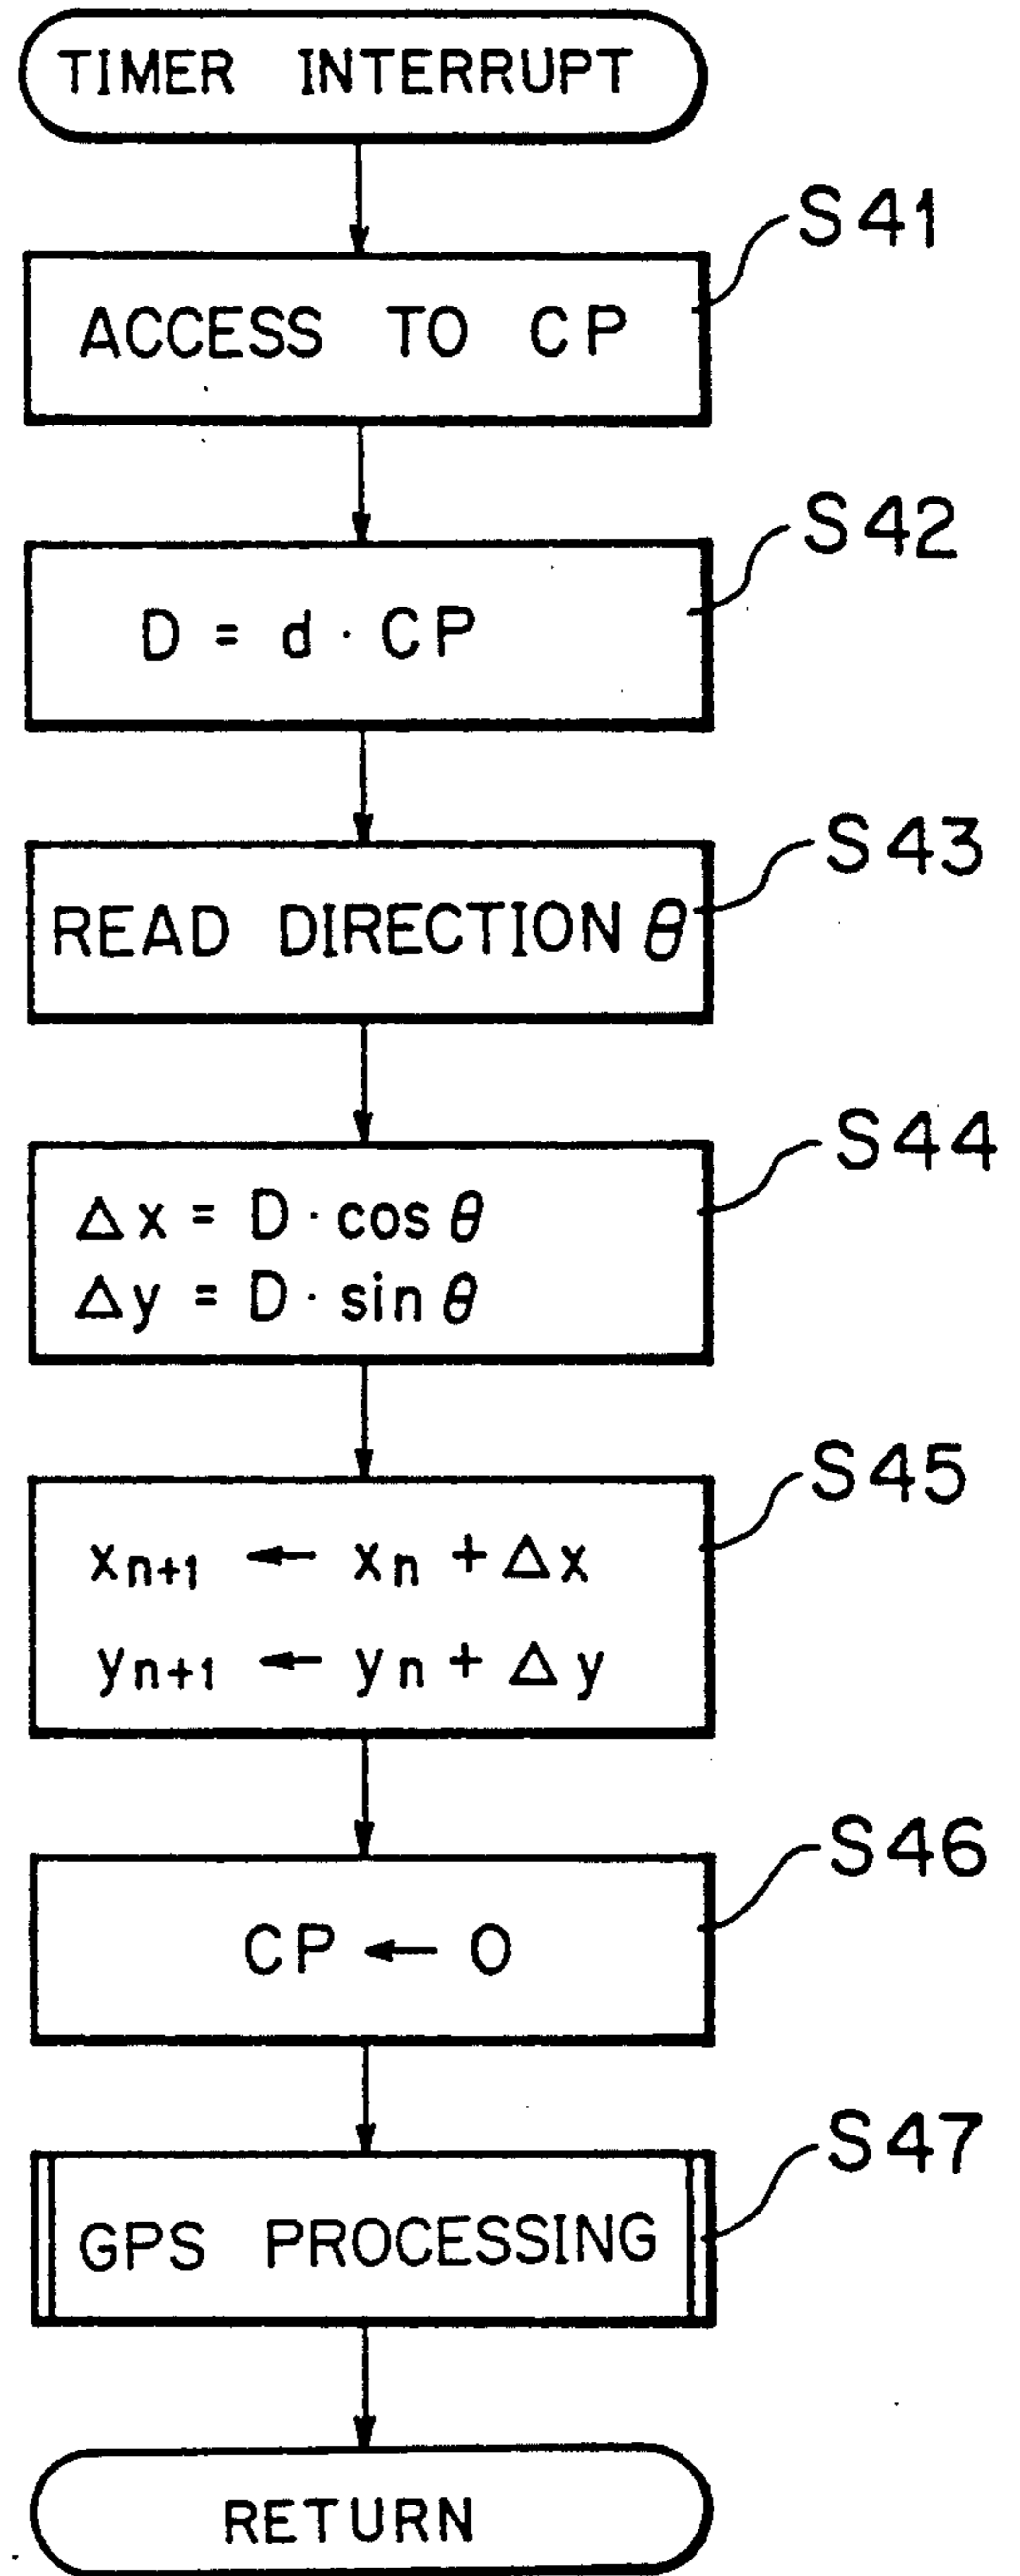 TIMER INTERRUPT
S41
ACCESS TO CP
S42
D = d · CP
S43
READ DIRECTION θ
S44
Δx = D · cos θ
Δy = D · sin θ
S45
xn+1 ← xn + Δx
yn+1 ← yn + Δy
S46
CP ← 0
S47
GPS PROCESSING
RETURN